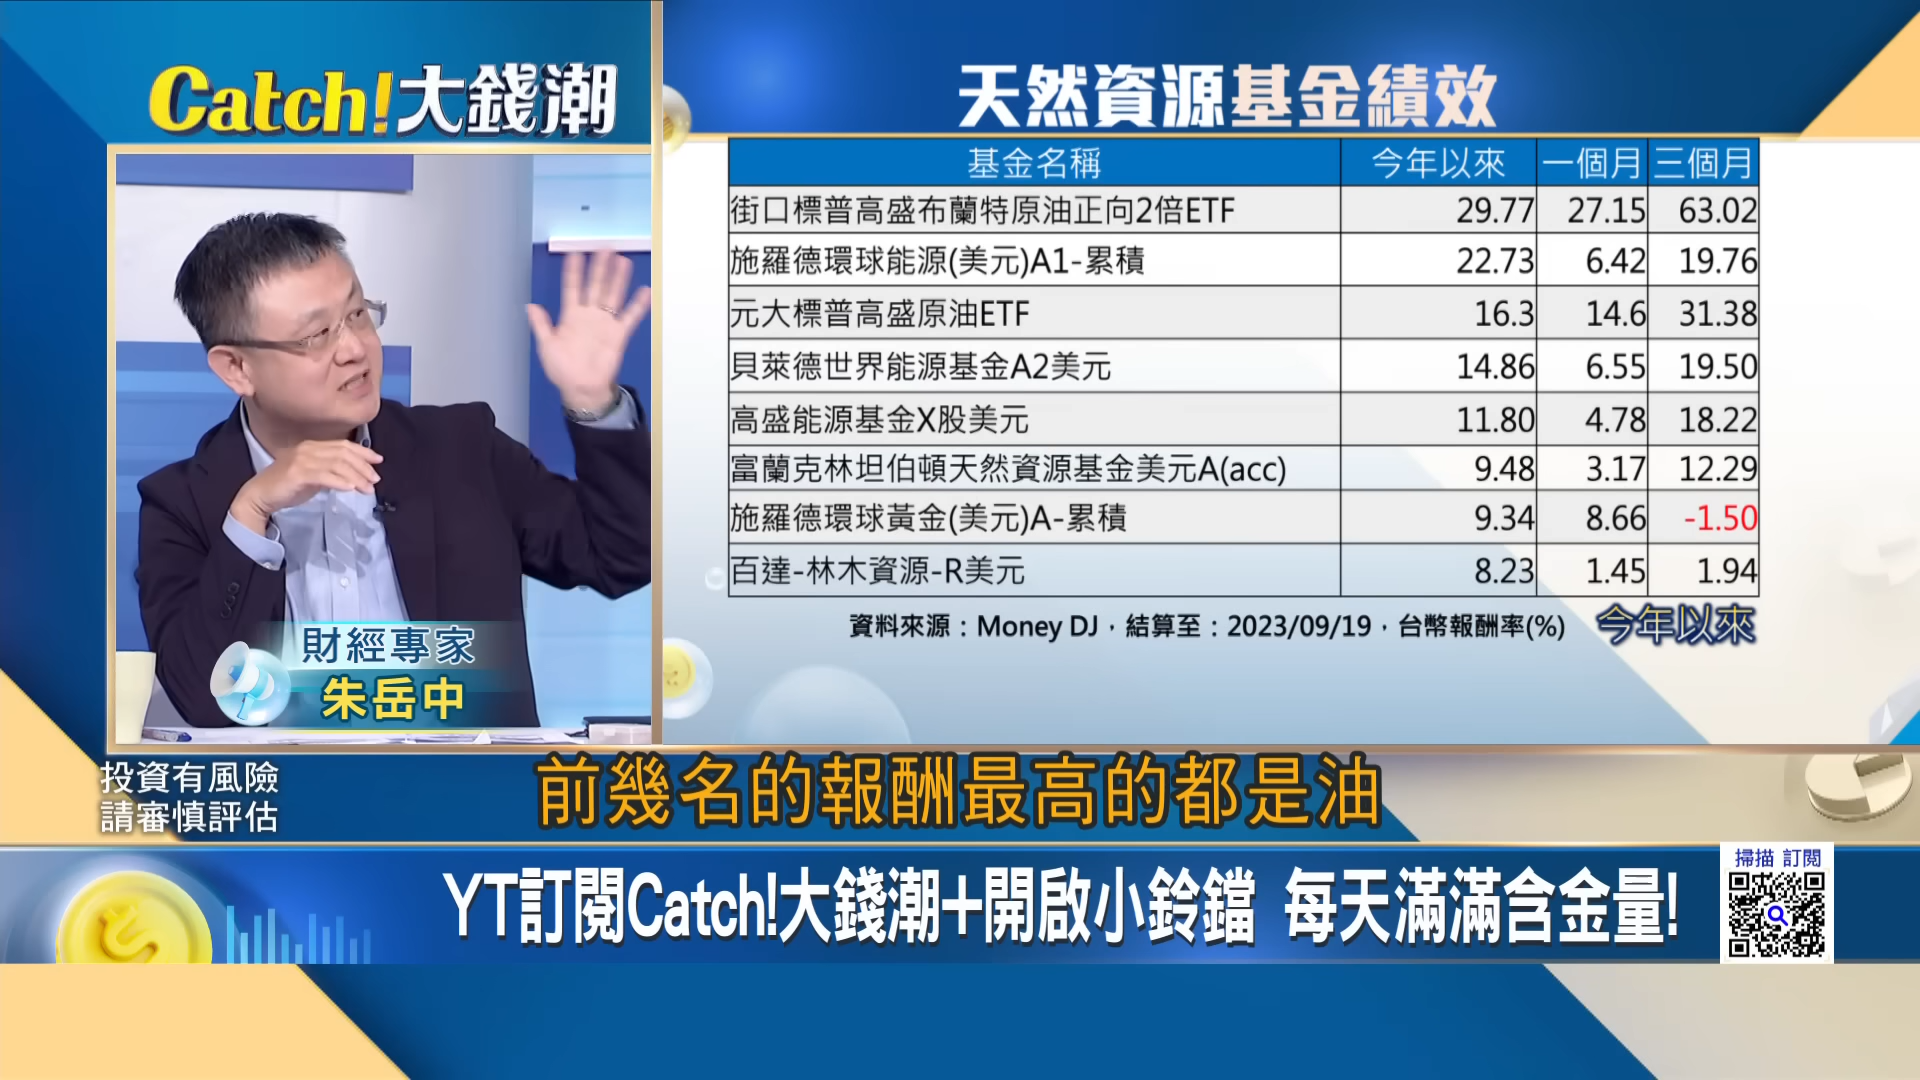 Catch!大錢潮
天然資源基金績效
基金名稱 今年以來 一個月 三個月
街口標普高盛布蘭特原油正向2倍ETF 29.77 27.15 63.02
施羅德環球能源(美元)A1-累積 22.73 6.42 19.76
元大標普高盛原油ETF 16.3 14.6 31.38
貝萊德世界能源基金A2美元 14.86 6.55 19.50
高盛能源基金X股美元 11.80 4.78 18.22
富蘭克林坦伯頓天然資源基金美元A(acc) 9.48 3.17 12.29
施羅德環球黃金(美元)A-累積 9.34 8.66 -1.50
百達-林木資源-R美元 8.23 1.45 1.94
資料來源：Money DJ，結算至：2023/09/19，台幣報酬率(%)
今年以來
財經專家
朱岳中
投資有風險
請審慎評估
前幾名的報酬最高的都是油
YT訂閱Catch!大錢潮+開啟小鈴鐺 每天滿滿含金量!
掃描 訂閱